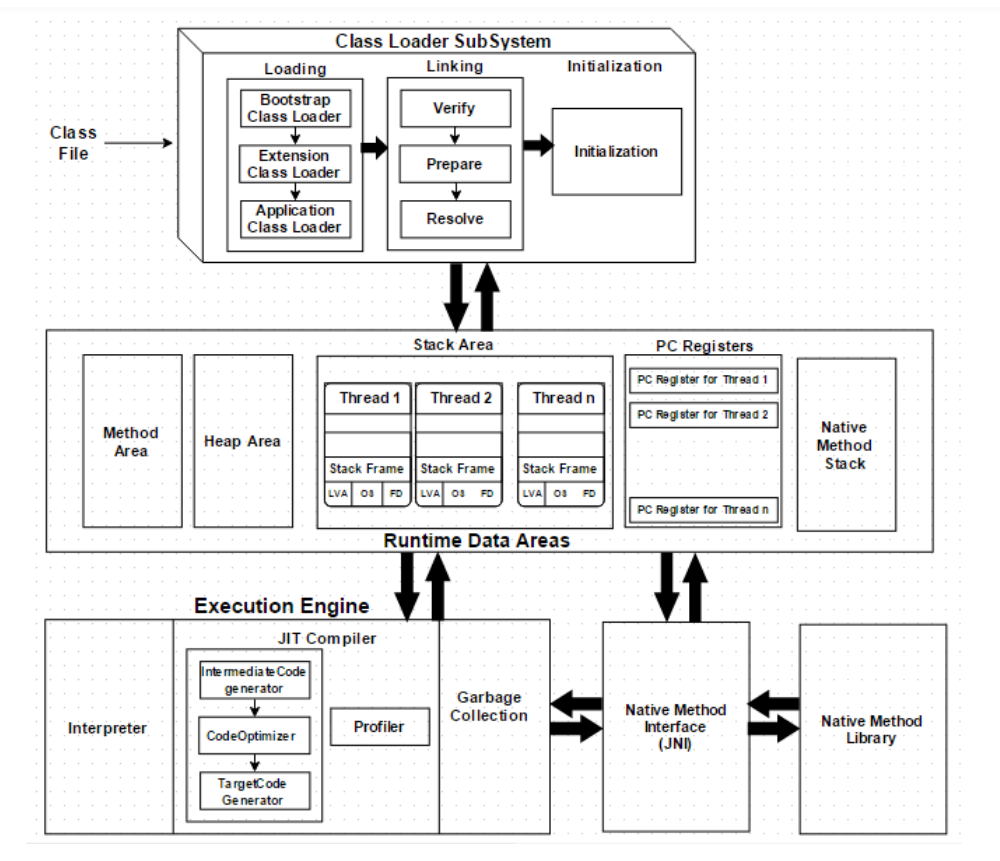 Class Loader SubSystem
Loading
Linking
Initialization
Class
File
Bootstrap
Class Loader
Extension
Class Loader
Application
Class Loader
Verify
Prepare
Resolve
Initialization
Stack Area
PC Registers
Method
Area
Heap Area
Thread 1
Thread 2
Thread n
Stack Frame
Stack Frame
Stack Frame
LVA OS FD
LVA OS FD
LVA OS FD
PC Register for Thread 1
PC Register for Thread 2
PC Register for Thread n
Native
Method
Stack
Runtime Data Areas
Execution Engine
Interpreter
JIT Compiler
IntermediateCode
generator
CodeOptimizer
TargetCode
Generator
Profiler
Garbage
Collection
Native Method
Interface
(JNI)
Native Method
Library